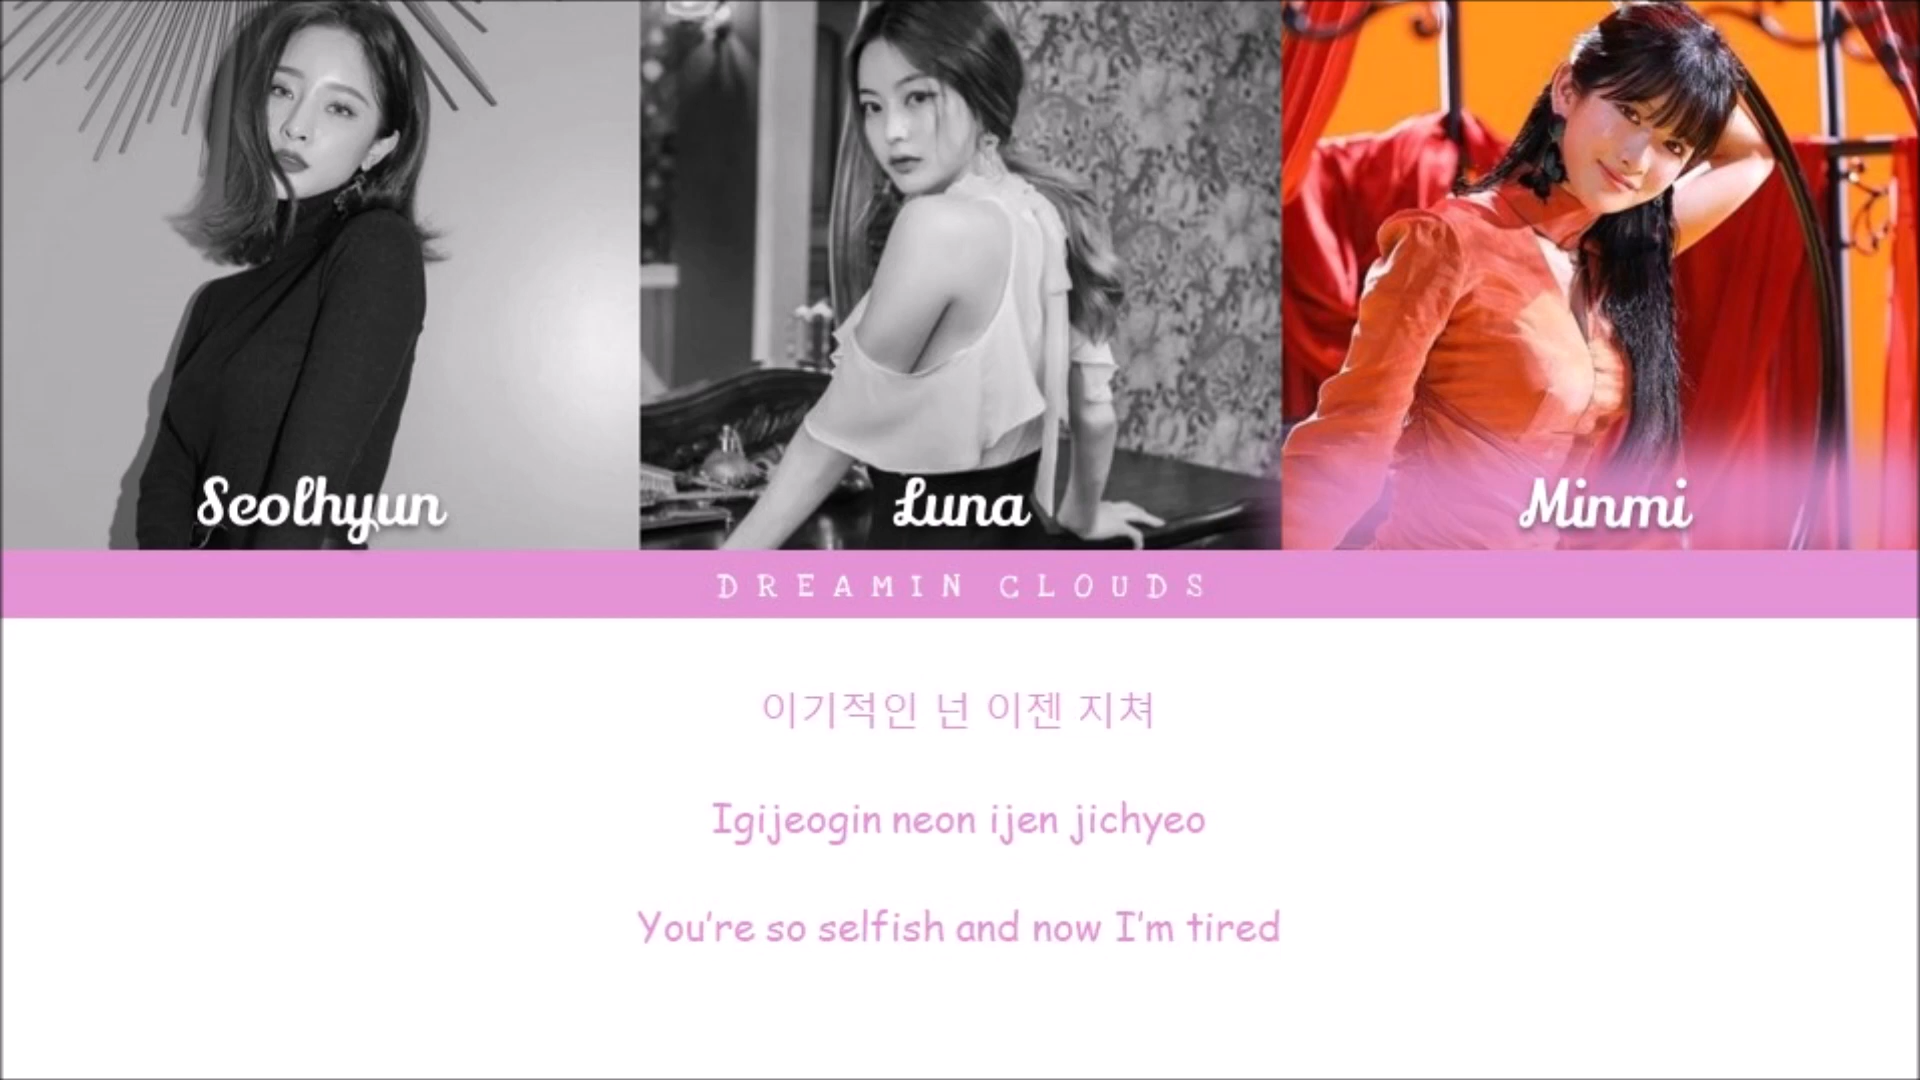 Seolhyun
Luna
Minmi
DREAMIN CLOUDS
이기적인 넌 이젠 지쳐
Igijeogin neon ijen jichyeo
You're so selfish and now I'm tired